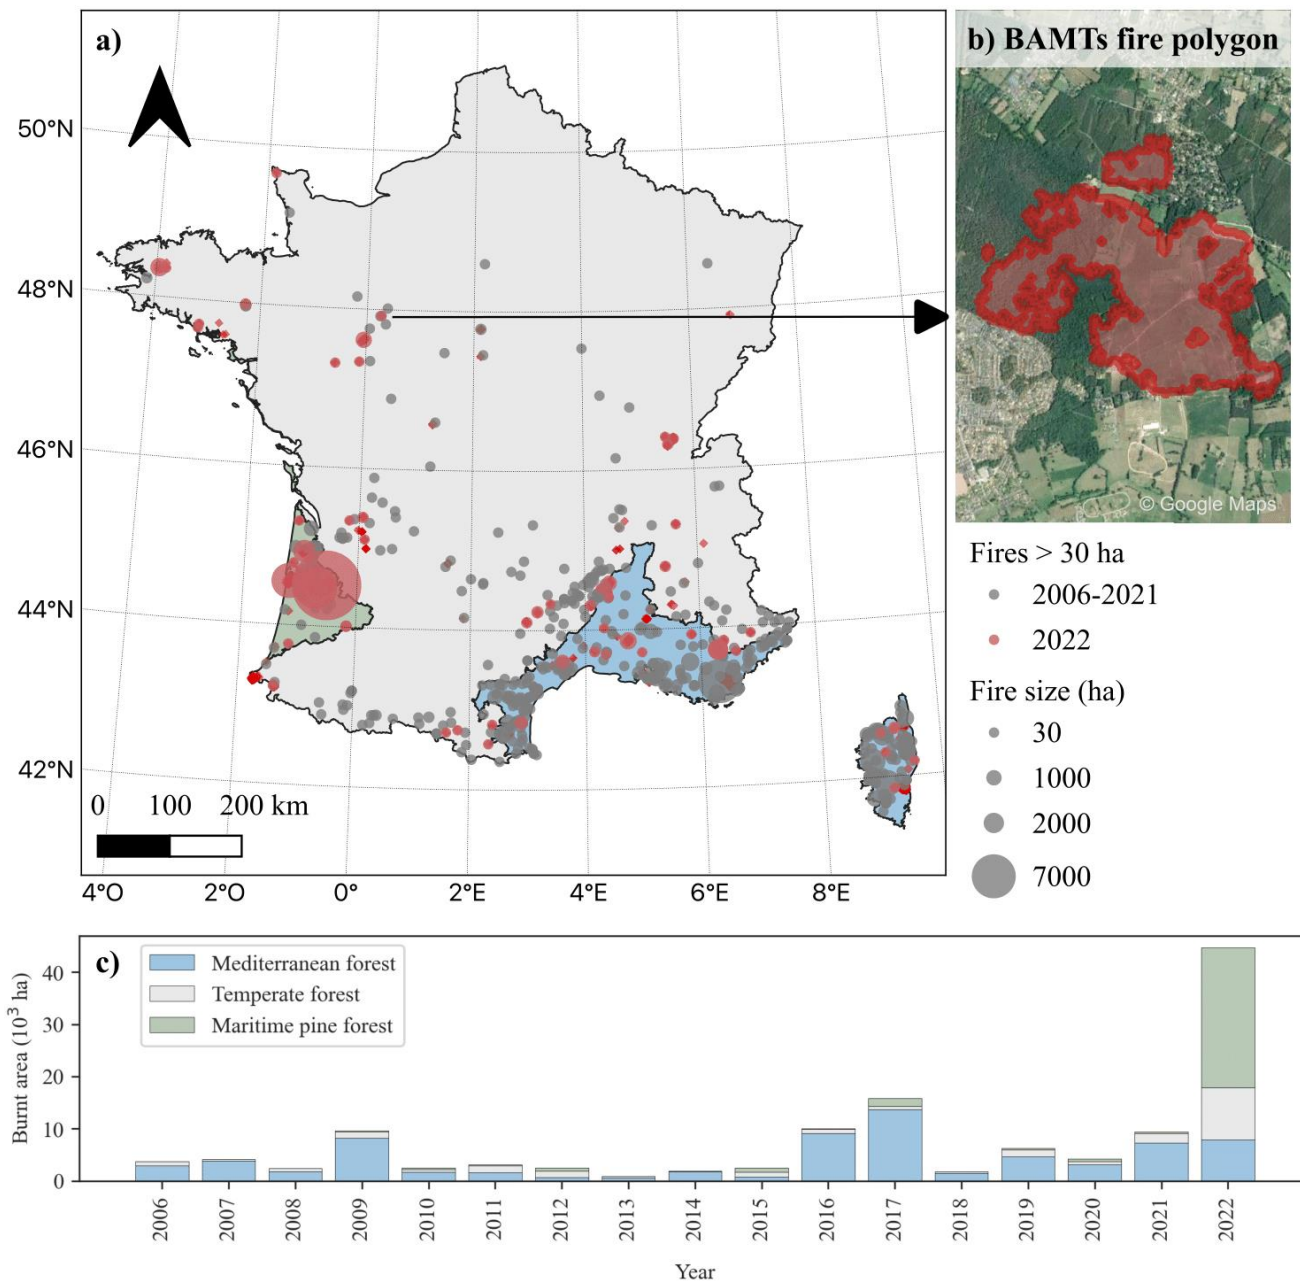 a)
b) BAMTs fire polygon
50°N
48°N
46°N
44°N
42°N
0 100 200 km
4°O 2°O 0° 2°E 4°E 6°E 8°E
© Google Maps
Fires > 30 ha
2006-2021
2022
Fire size (ha)
30
1000
2000
7000
c)
Mediterranean forest
Temperate forest
Maritime pine forest
Burnt area (10³ ha)
40
30
20
10
0
2006 2007 2008 2009 2010 2011 2012 2013 2014 2015 2016 2017 2018 2019 2020 2021 2022
Year